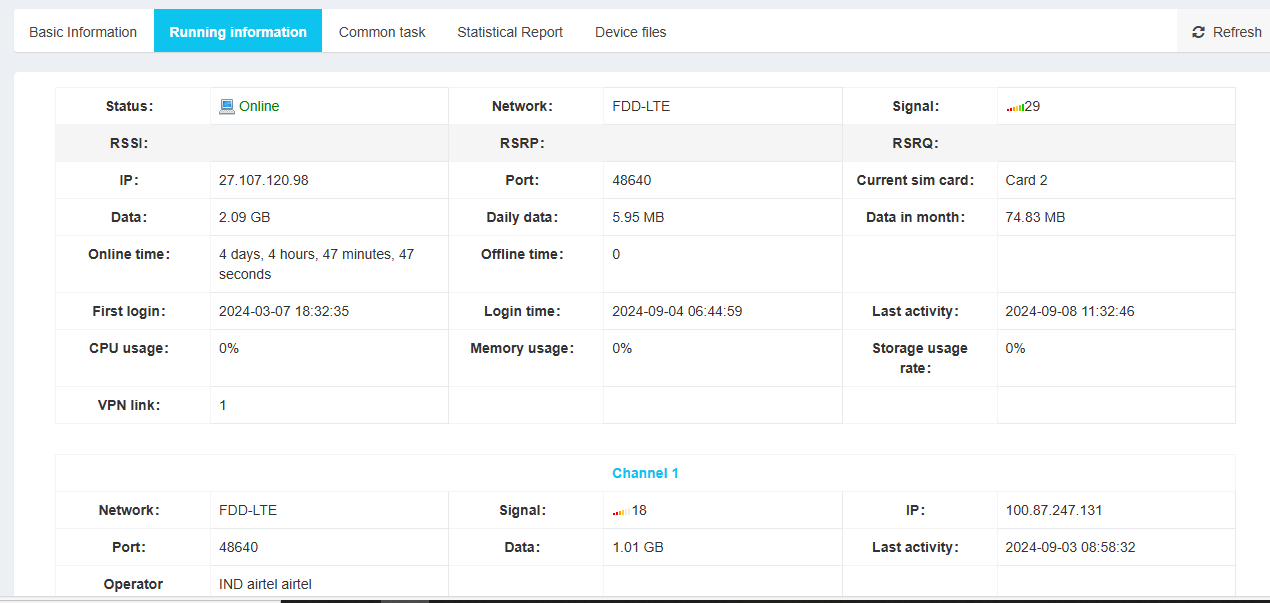 Basic Information Running information Common task Statistical Report Device files Refresh
Status: Online Network: FDD-LTE Signal: 29
RSSI: RSRP: RSRQ:
IP: 27.107.120.98 Port: 48640 Current sim card: Card 2
Data: 2.09 GB Daily data: 5.95 MB Data in month: 74.83 MB
Online time: 4 days, 4 hours, 47 minutes, 47 Offline time: 0
seconds
First login: 2024-03-07 18:32:35 Login time: 2024-09-04 06:44:59 Last activity: 2024-09-08 11:32:46
CPU usage: 0% Memory usage: 0% Storage usage 0%
rate:
VPN link: 1
Channel 1
Network: FDD-LTE Signal: 18 IP: 100.87.247.131
Port: 48640 Data: 1.01 GB Last activity: 2024-09-03 08:58:32
Operator IND airtel airtel